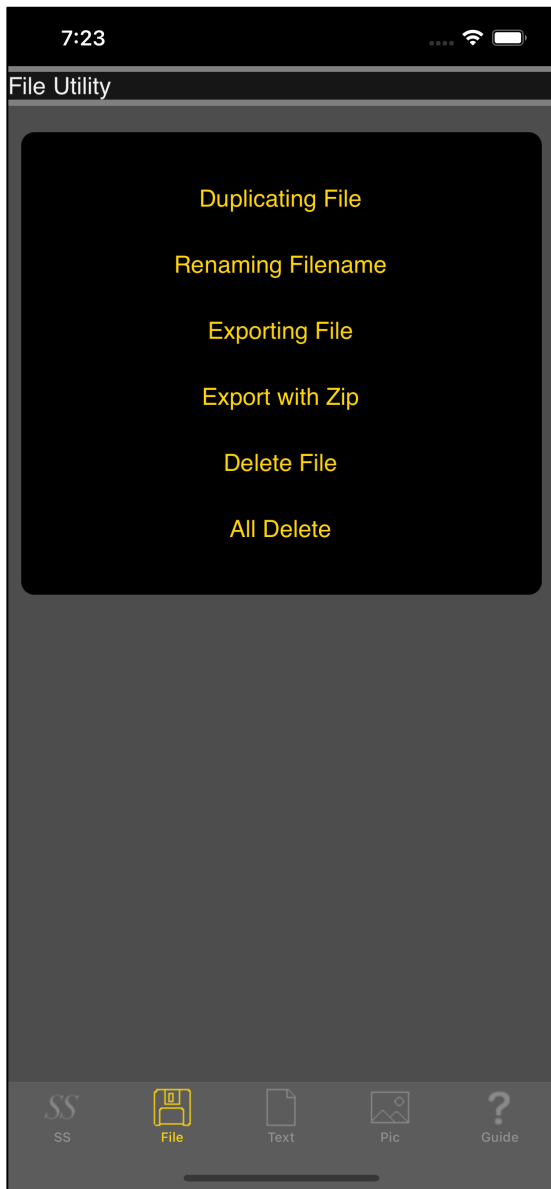 7:23
File Utility
Duplicating File
Renaming Filename
Exporting File
Export with Zip
Delete File
All Delete
SS
SS File Text Pic Guide